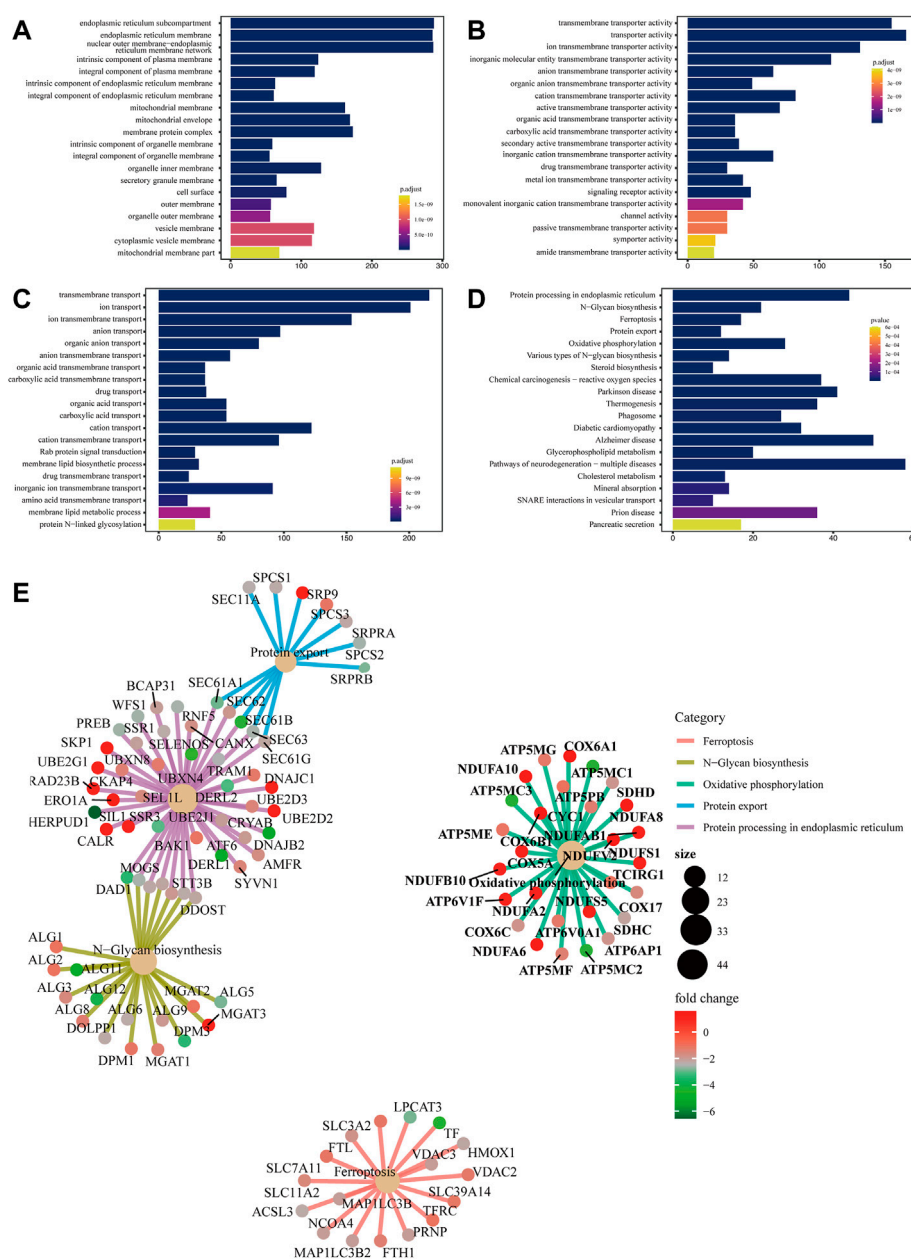 A
endoplasmic reticulum subcompartment
endoplasmic reticulum membrane
nuclear outer membrane−endoplasmic
reticulum membrane network
intrinsic component of plasma membrane
integral component of plasma membrane
intrinsic component of endoplasmic reticulum membrane
integral component of endoplasmic reticulum membrane
mitochondrial membrane
mitochondrial envelope
membrane protein complex
intrinsic component of organelle membrane
integral component of organelle membrane
organelle inner membrane
secretory granule membrane
cell surface
outer membrane
organelle outer membrane
vesicle membrane
cytoplasmic vesicle membrane
mitochondrial membrane part
p.adjust
1.5e−09
1.0e−09
5.0e−10
0 100 200 300
B
transmembrane transporter activity
transporter activity
ion transmembrane transporter activity
inorganic molecular entity transmembrane transporter activity
anion transmembrane transporter activity
organic anion transmembrane transporter activity
cation transmembrane transporter activity
active transmembrane transporter activity
organic acid transmembrane transporter activity
carboxylic acid transmembrane transporter activity
secondary active transmembrane transporter activity
inorganic cation transmembrane transporter activity
drug transmembrane transporter activity
metal ion transmembrane transporter activity
signaling receptor activity
monovalent inorganic cation transmembrane transporter activity
channel activity
passive transmembrane transporter activity
symporter activity
amide transmembrane transporter activity
p.adjust
4e−09
3e−09
2e−09
1e−09
0 50 100 150
C
transmembrane transport
ion transport
ion transmembrane transport
anion transport
organic anion transport
anion transmembrane transport
organic acid transmembrane transport
carboxylic acid transmembrane transport
drug transport
organic acid transport
carboxylic acid transport
cation transport
cation transmembrane transport
Rab protein signal transduction
membrane lipid biosynthetic process
drug transmembrane transport
inorganic ion transmembrane transport
amino acid transmembrane transport
membrane lipid metabolic process
protein N−linked glycosylation
p.adjust
9e−09
6e−09
3e−09
0 50 100 150 200
D
Protein processing in endoplasmic reticulum
N−Glycan biosynthesis
Ferroptosis
Protein export
Oxidative phosphorylation
Various types of N−glycan biosynthesis
Steroid biosynthesis
Chemical carcinogenesis − reactive oxygen species
Parkinson disease
Thermogenesis
Phagosome
Diabetic cardiomyopathy
Alzheimer disease
Glycerophospholipid metabolism
Pathways of neurodegeneration − multiple diseases
Cholesterol metabolism
Mineral absorption
SNARE interactions in vesicular transport
Prion disease
Pancreatic secretion
pvalue
6e−04
5e−04
4e−04
3e−04
2e−04
1e−04
0 20 40
E
SPCS1
SEC11A
SRP9
SPCS3
SRPRA
SPCS2
SRPRB
Protein export
SEC61A1
BCAP31
SEC62
WFS1
RNF5
SEC61B
PREB
SSR1
SELENOS
CANX
SEC63
SKP1
UBXN8
SEC61G
UBE2G1
UBXN4
TRAM1
DNAJC1
RAD23B
CKAP4
SEL1L
DERL2
UBE2D3
ERO1A
SIL1
SSR3
UBE2J1
UBE2D2
HERPUD1
CRYAB
CALR
BAK1
ATF6
DNAJB2
AMFR
DERL1
SYVN1
MOGS
STT3B
DAD1
DDOST
N−Glycan biosynthesis
ALG1
ALG2
ALG11
ALG3
ALG12
MGAT2
ALG5
ALG8
ALG6
ALG9
MGAT3
DOLPP1
DPM3
DPM1
MGAT1
ATP5MG
COX6A1
NDUFA10
ATP5MC1
ATP5MC3
ATP5PB
SDHD
CYC1
NDUFA8
ATP5ME
COX6B1
NDUFAB1
COX5A
NDUFV2
NDUFS1
NDUFB10
Oxidative phosphorylation
TCIRG1
ATP6V1F
NDUFA2
NDUFS5
COX17
COX6C
ATP6V0A1
SDHC
NDUFA6
ATP6AP1
ATP5MF
ATP5MC2
LPCAT3
SLC3A2
TF
FTL
VDAC3
HMOX1
SLC7A11
Ferroptosis
VDAC2
SLC11A2
SLC39A14
MAP1LC3B
ACSL3
TFRC
NCOA4
PRNP
MAP1LC3B2
FTH1
Category
Ferroptosis
N−Glycan biosynthesis
Oxidative phosphorylation
Protein export
Protein processing in endoplasmic reticulum
size
12
23
33
44
fold change
0
−2
−4
−6